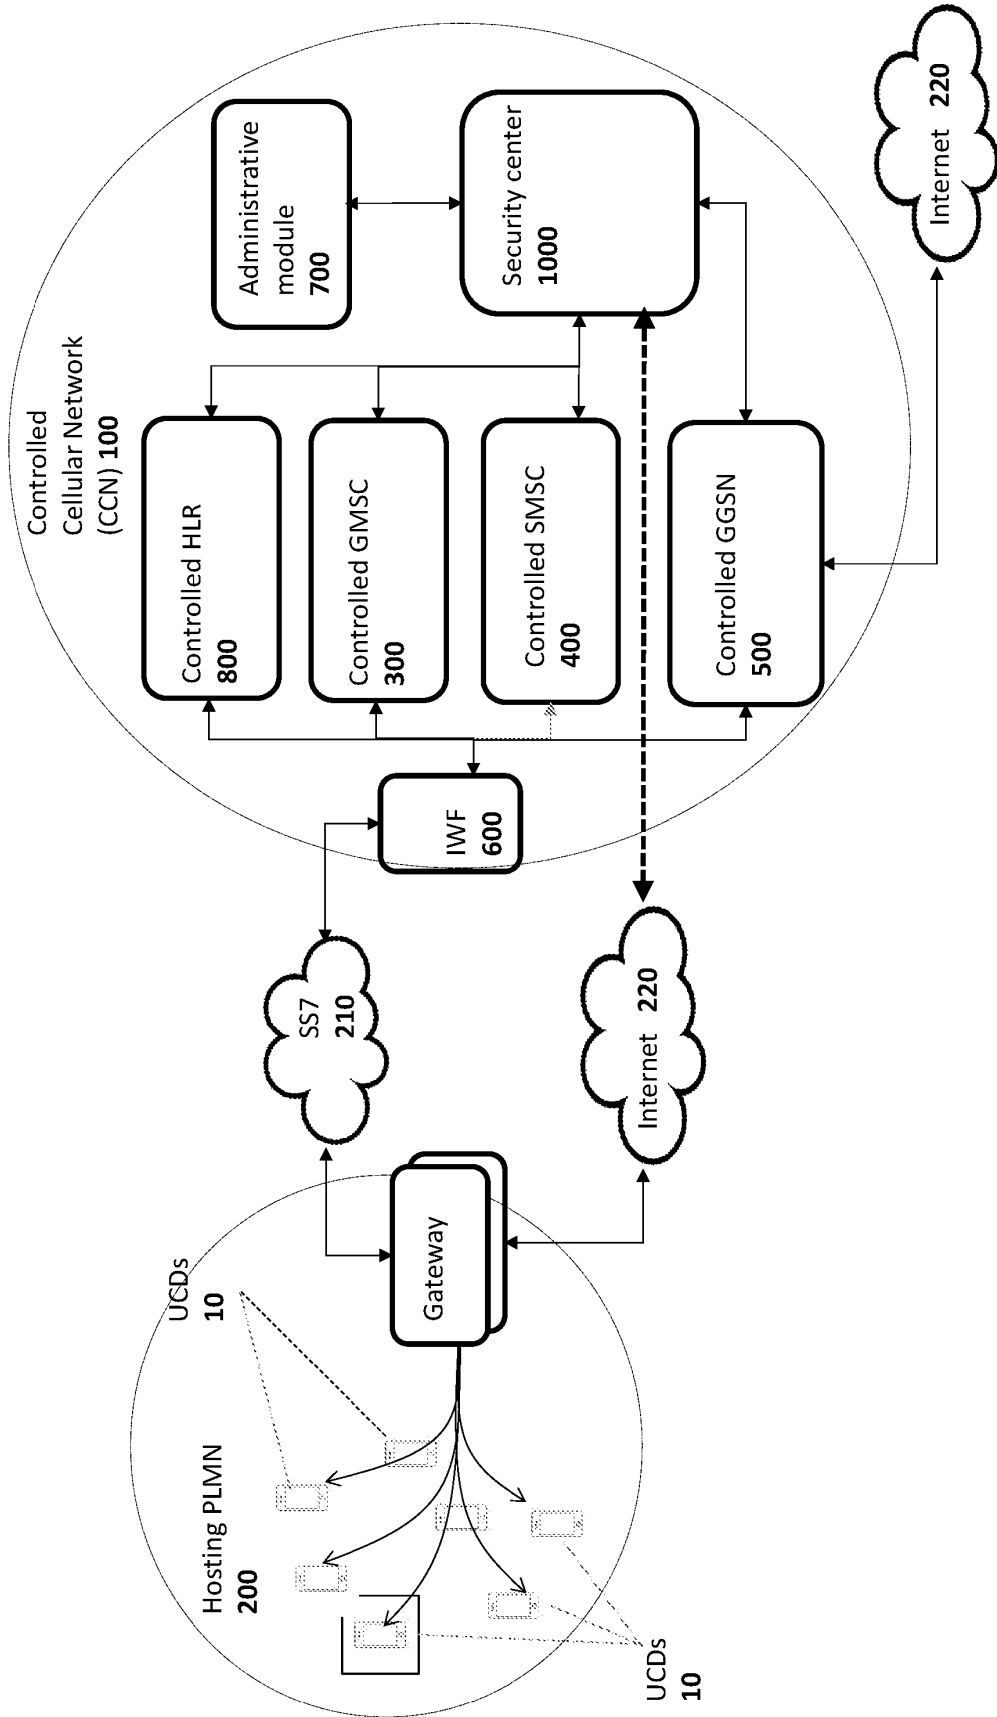 Controlled
Cellular Network
(CCN) 100
Administrative
module
700
Controlled HLR
800
Controlled GMSC
300
Controlled SMSC
400
Controlled GGSN
500
Security center
1000
IWF
600
SS7
210
Internet 220
Internet 220
Gateway
Hosting PLMN
200
UCDs
10
UCDs
10